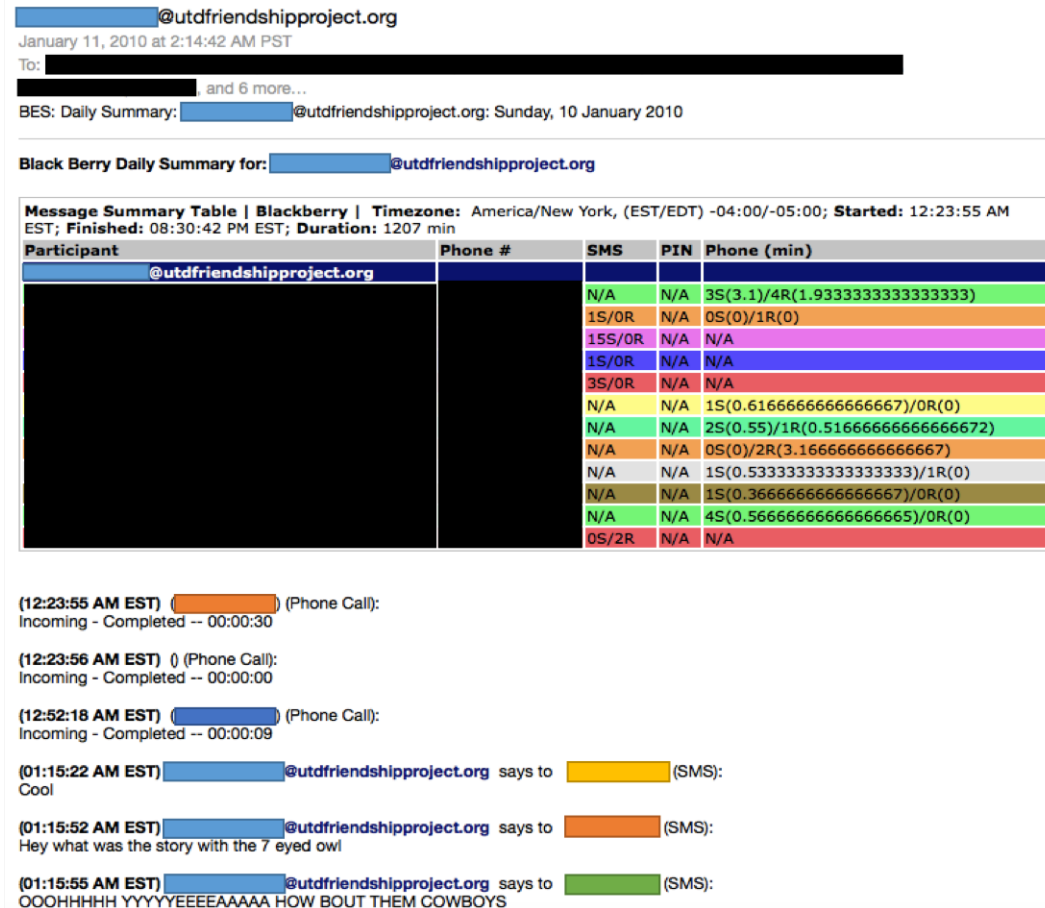 @utdfriendshipproject.org
January 11, 2010 at 2:14:42 AM PST
To:
, and 6 more...
BES: Daily Summary: @utdfriendshipproject.org: Sunday, 10 January 2010
Black Berry Daily Summary for: @utdfriendshipproject.org
Message Summary Table | Blackberry | Timezone: America/New York, (EST/EDT) -04:00/-05:00; Started: 12:23:55 AM
EST; Finished: 08:30:42 PM EST; Duration: 1207 min
Participant Phone # SMS PIN Phone (min)
@utdfriendshipproject.org
N/A N/A 3S(3.1)/4R(1.9333333333333333)
1S/0R N/A 0S(0)/1R(0)
15S/0R N/A N/A
1S/0R N/A N/A
3S/0R N/A N/A
N/A N/A 1S(0.6166666666666667)/0R(0)
N/A N/A 2S(0.55)/1R(0.51666666666666672)
N/A N/A 0S(0)/2R(3.166666666666667)
N/A N/A 1S(0.53333333333333333)/1R(0)
N/A N/A 1S(0.3666666666666667)/0R(0)
N/A N/A 4S(0.56666666666666665)/0R(0)
0S/2R N/A N/A
(12:23:55 AM EST) () (Phone Call):
Incoming - Completed -- 00:00:30
(12:23:56 AM EST) () (Phone Call):
Incoming - Completed -- 00:00:00
(12:52:18 AM EST) () (Phone Call):
Incoming - Completed -- 00:00:09
(01:15:22 AM EST) @utdfriendshipproject.org says to (SMS):
Cool
(01:15:52 AM EST) @utdfriendshipproject.org says to (SMS):
Hey what was the story with the 7 eyed owl
(01:15:55 AM EST) @utdfriendshipproject.org says to (SMS):
OOOHHHHH YYYYYEEEEAAAAA HOW BOUT THEM COWBOYS